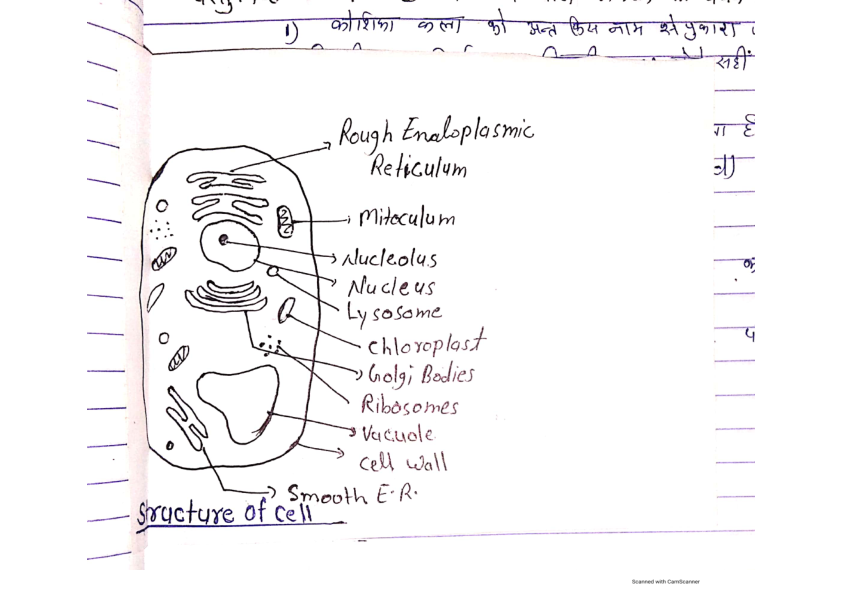 1) कोशिका कला को अन्त किस नाम से पुकारा
सहीं
Rough Enaloplasmic
Reticulum
Mitoculum
Nucleolus
Nucleus
Lysosome
Chloroplast
Golgi Bodies
Ribosomes
Vacuole
Cell Wall
Smooth E.R.
Structure of cell
Scanned with CamScanner